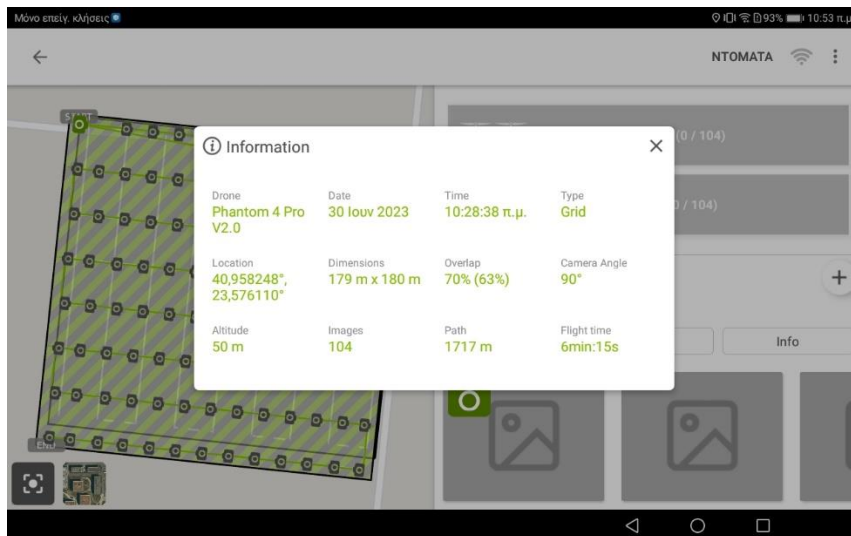 Μόνο επείγ. κλήσεις 93% 10:53 π.μ
ΝΤΟΜΑΤΑ
START
(0 / 104)
Information
Drone Date Time Type
Phantom 4 Pro V2.0 30 Ιουν 2023 10:28:38 π.μ. Grid
0 / 104)
Location Dimensions Overlap Camera Angle
40,958248°, 23,576110° 179 m x 180 m 70% (63%) 90°
Altitude Images Path Flight time
50 m 104 1717 m 6min:15s
Info
END